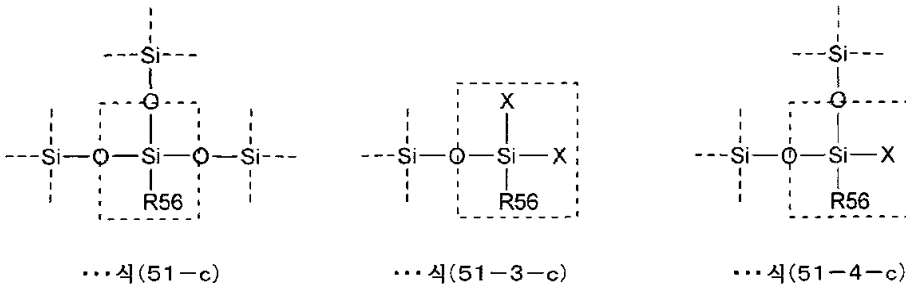 Si
O
Si O Si O Si
R56
X
Si O Si X
R56
Si
O
Si O Si X
R56
…식(51-c)
…식(51-3-c)
…식(51-4-c)